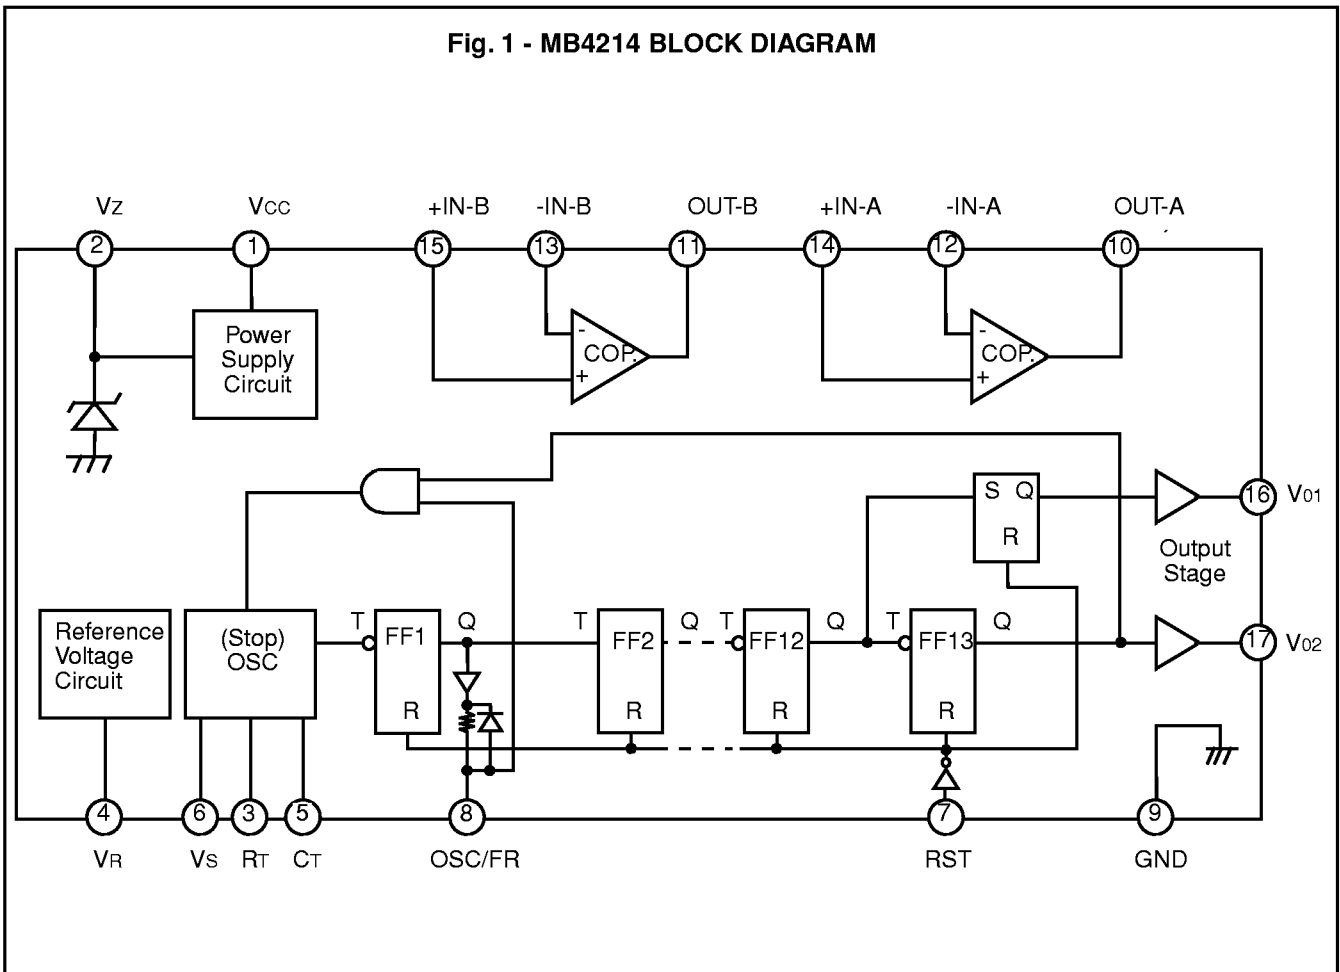 Fig. 1 - MB4214 BLOCK DIAGRAM
VZ
VCC
+IN-B
-IN-B
OUT-B
+IN-A
-IN-A
OUT-A
2
1
15
13
11
14
12
10
Power
Supply
Circuit
-
COP.
+
-
COP.
+
S Q
R
16
V01
Output
Stage
Reference
Voltage
Circuit
(Stop)
OSC
T
FF1
Q
R
T
FF2
Q
R
T
FF12
Q
R
T
FF13
Q
R
17
V02
4
6
3
5
8
7
9
VR
VS
RT
CT
OSC/FR
RST
GND